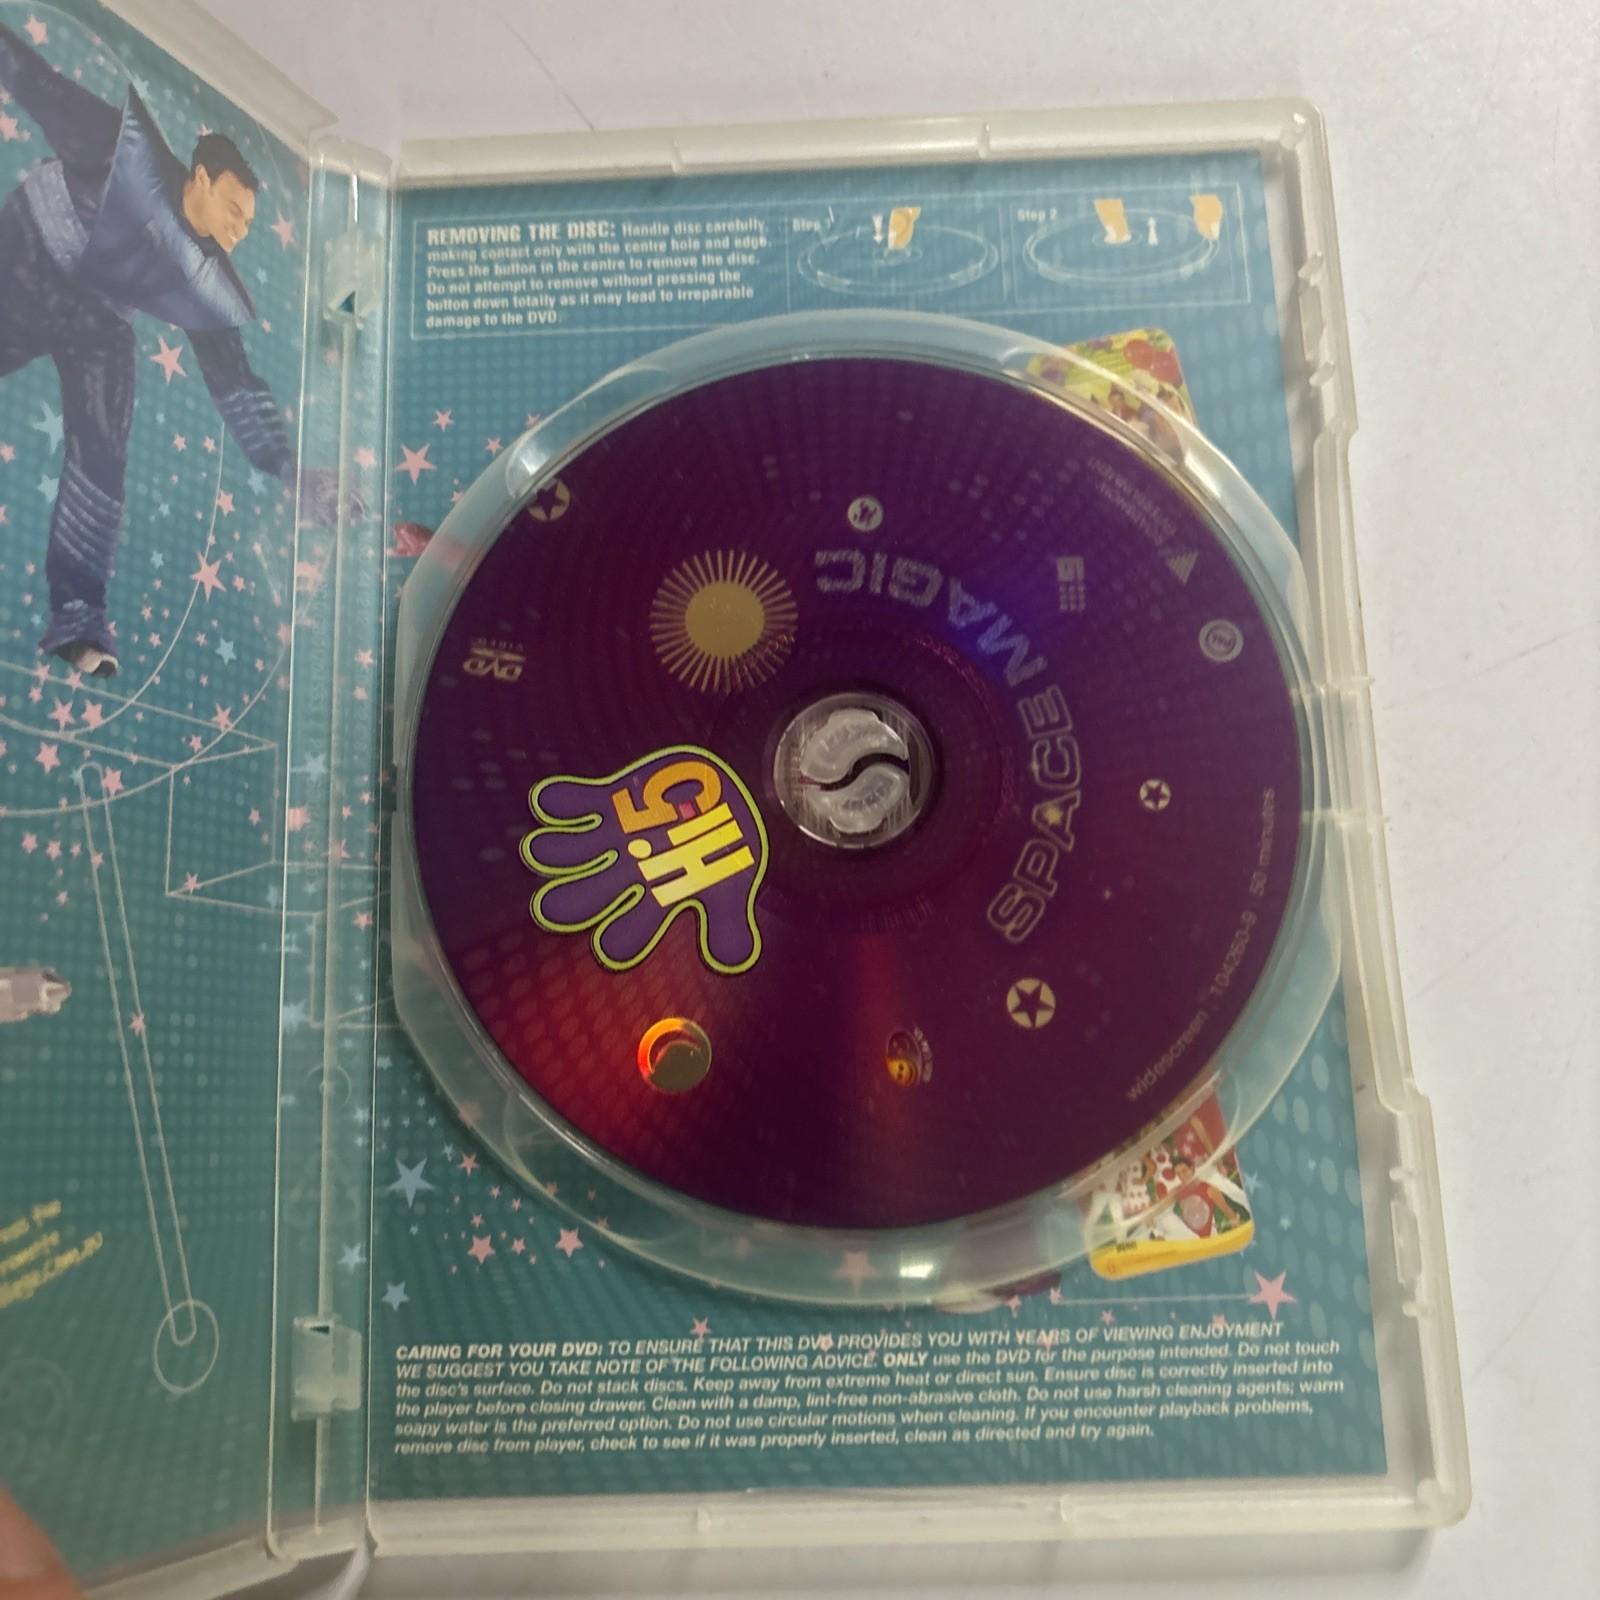 REMOVING THE DISC: Handle disc carefully,
making contact only with the centre hole and edge.
Press the button in the centre to remove the disc.
Do not attempt to remove without pressing the
button down totally as it may lead to irreparable
damage to the DVD.
Step 1
Step 2
SPACE MAGIC
PAL
DVD
VIDEO
Hi-5
widescreen 104260-9 50 minutes
CARING FOR YOUR DVD: TO ENSURE THAT THIS DVD PROVIDES YOU WITH YEARS OF VIEWING ENJOYMENT
WE SUGGEST YOU TAKE NOTE OF THE FOLLOWING ADVICE. ONLY use the DVD for the purpose intended. Do not touch
the disc's surface. Do not stack discs. Keep away from extreme heat or direct sun. Ensure disc is correctly inserted into
the player before closing drawer. Clean with a damp, lint-free non-abrasive cloth. Do not use harsh cleaning agents; warm
soapy water is the preferred option. Do not use circular motions when cleaning. If you encounter playback problems,
remove disc from player, check to see if it was properly inserted, clean as directed and try again.